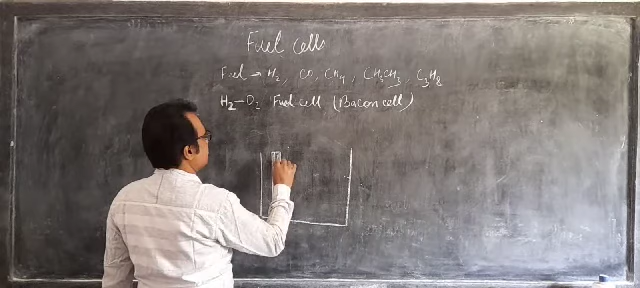 Fuel cells
Fuel → H2, CO, CH4, CH3CH3, C3H8
H2–O2 Fuel cell (Bacon cell)